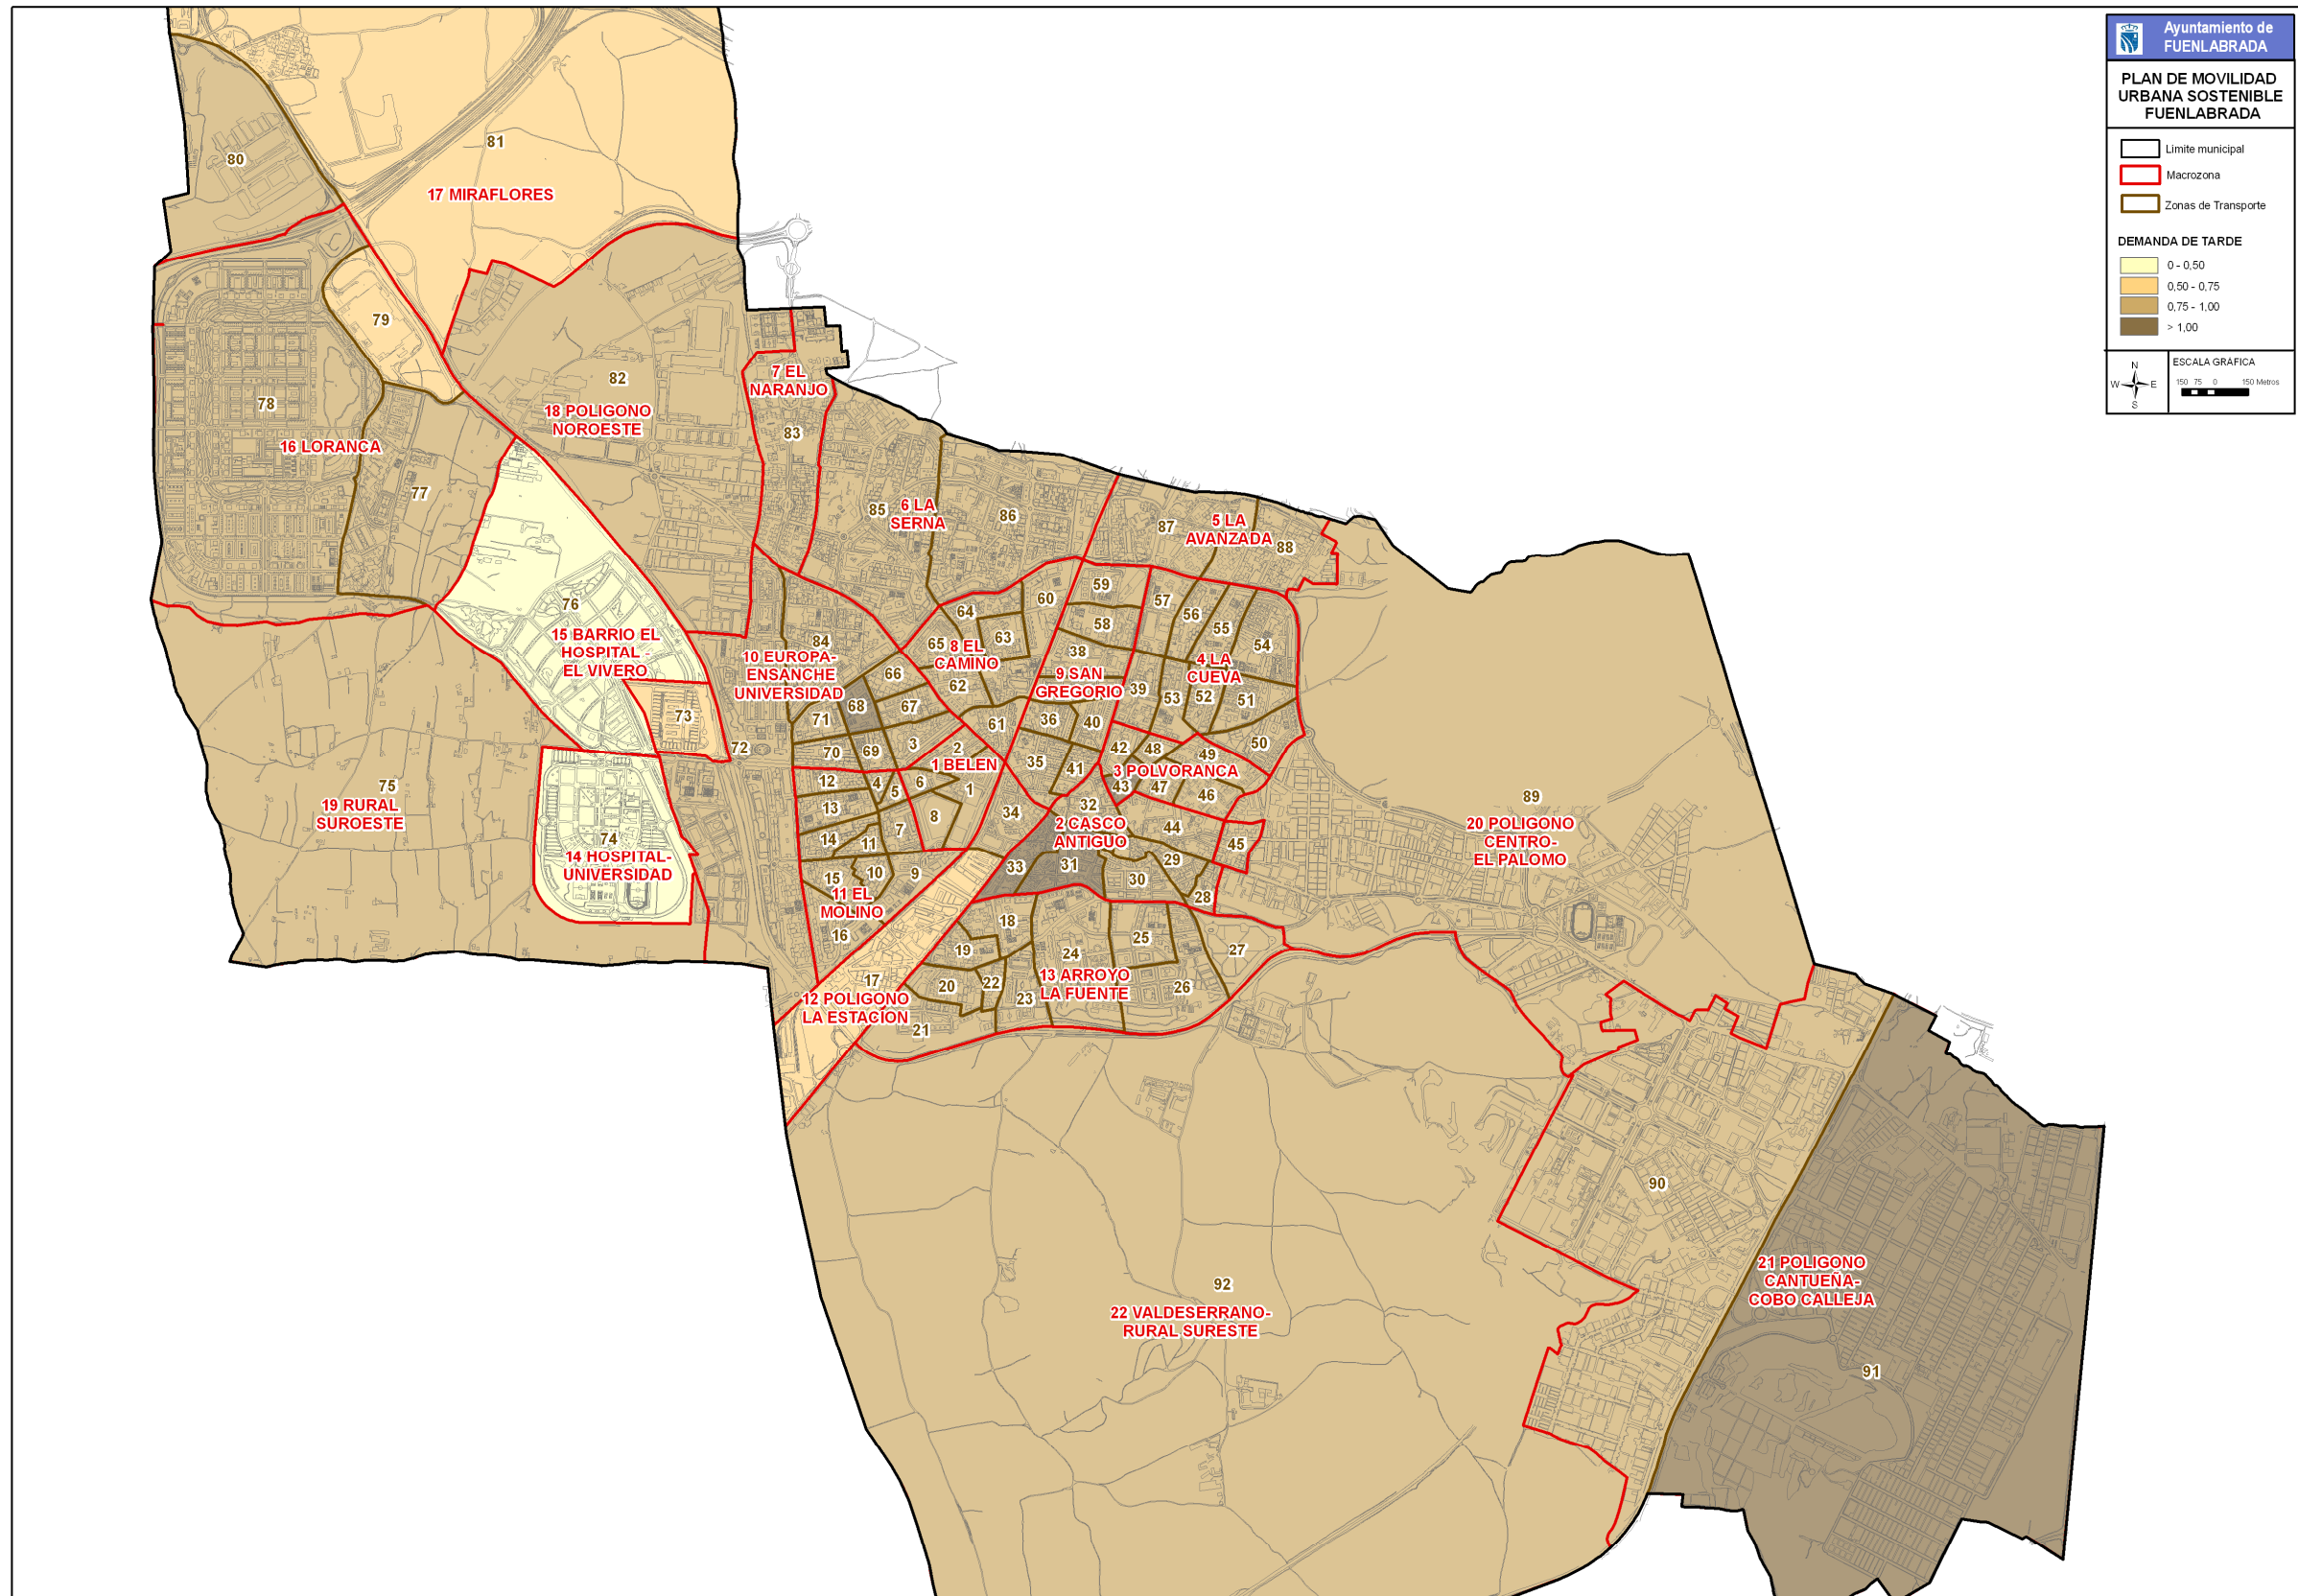 Ayuntamiento de
FUENLABRADA
PLAN DE MOVILIDAD
URBANA SOSTENIBLE
FUENLABRADA
Limite municipal
Macrozona
Zonas de Transporte
DEMANDA DE TARDE
0 - 0,50
0,50 - 0,75
0,75 - 1,00
> 1,00
N
W E
S
ESCALA GRAFICA
150 75 0 150 Metros
81
80
17 MIRAFLORES
79
82
78
18 POLIGONO
NOROESTE
16 LORANCA
77
7 EL
NARANJO
83
85
6 LA
SERNA
86
87
5 LA
AVANZADA
88
76
15 BARRIO EL
HOSPITAL -
EL VIVERO
84
10 EUROPA-
ENSANCHE
UNIVERSIDAD
64
60
65
63
8 EL
CAMINO
62
66
67
68
71
61
59
58
57
56
55
54
38
9 SAN
GREGORIO
39
4 LA
CUEVA
53
52
51
50
36
40
73
72
70
69
3
2
1 BELEN
35
41
42
48
49
3 POLVORANCA
43
47
46
12
4
5
6
1
13
7
8
14
11
34
32
2 CASCO
ANTIGUO
44
45
33
31
29
30
28
15
10
9
11 EL
MOLINO
16
75
19 RURAL
SUROESTE
74
14 HOSPITAL-
UNIVERSIDAD
89
20 POLIGONO
CENTRO-
EL PALOMO
18
19
24
25
27
17
20
22
23
13 ARROYO
LA FUENTE
26
12 POLIGONO
LA ESTACION
21
90
21 POLIGONO
CANTUEÑA-
COBO CALLEJA
92
22 VALDESERRANO-
RURAL SURESTE
91